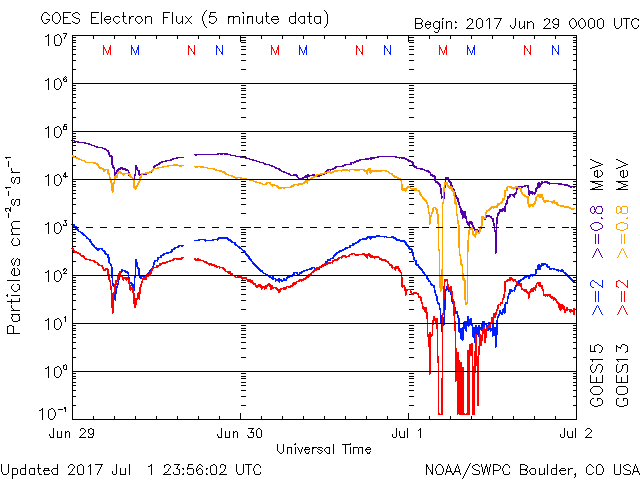 GOES Electron Flux (5 minute data)
Begin: 2017 Jun 29 0000 UTC
M M N N M M N N M M N N
10⁷
10⁶
10⁵
10⁴
10³
10²
10¹
10⁰
10⁻¹
Particles cm⁻²s⁻¹sr⁻¹
Jun 29 Jun 30 Jul 1 Jul 2
Universal Time
GOES15 >=2 >=0.8 MeV
GOES13 >=2 >=0.8 MeV
Updated 2017 Jul 1 23:56:02 UTC
NOAA/SWPC Boulder, CO USA